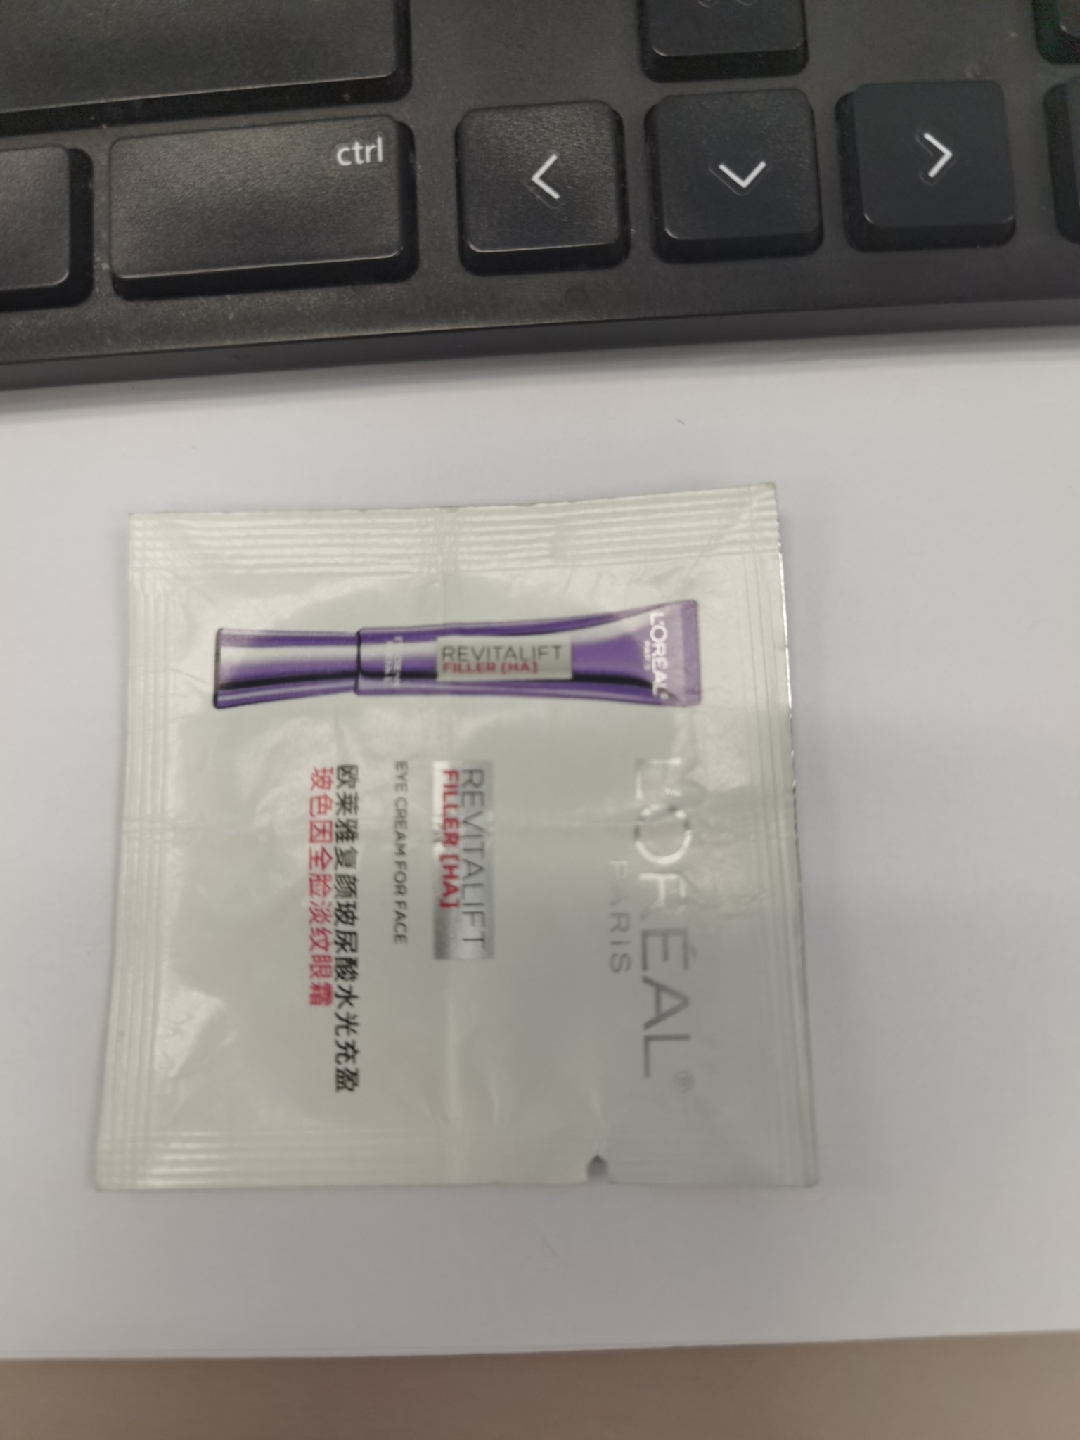 ctrl
L'ORÉAL
PARIS
REVITALIFT
FILLER [HA]
L'ORÉAL®
PARIS
REVITALIFT
FILLER [HA]
EYE CREAM FOR FACE
欧莱雅复颜玻尿酸水光充盈
玻色因全脸淡纹眼霜